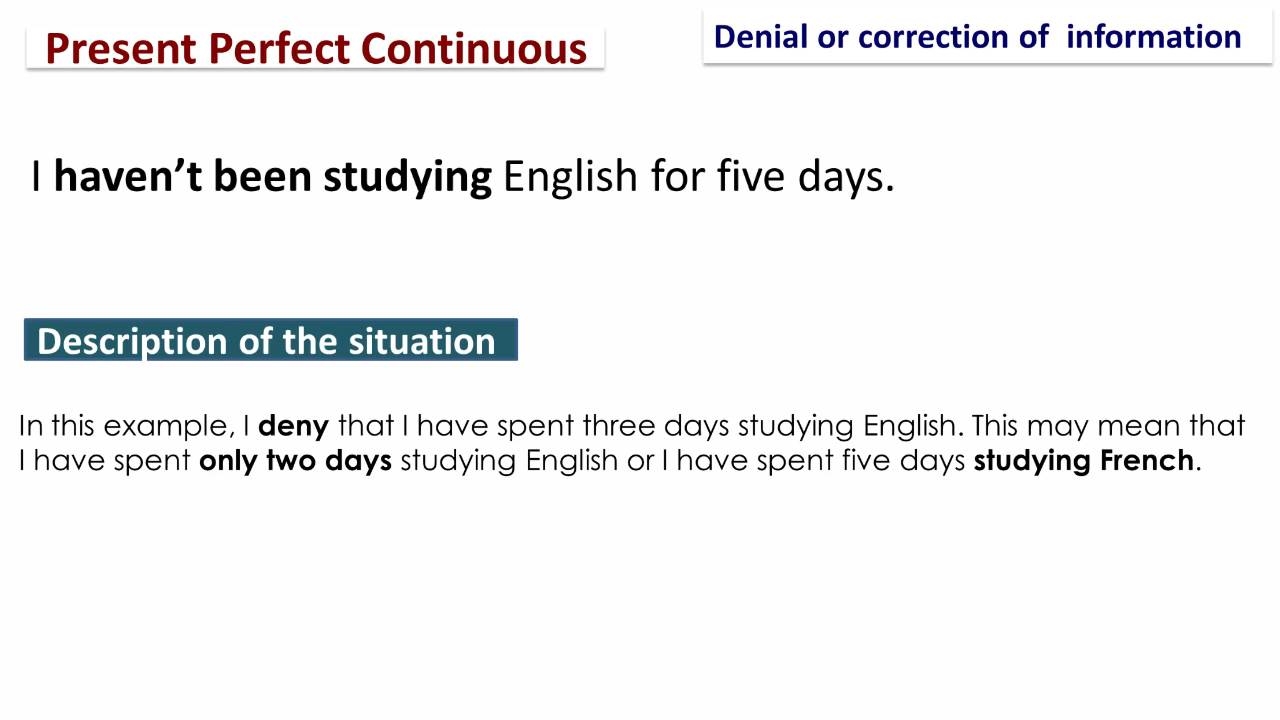 Present Perfect Continuous
Denial or correction of information
I haven’t been studying English for five days.
Description of the situation
In this example, I deny that I have spent three days studying English. This may mean that
I have spent only two days studying English or I have spent five days studying French.